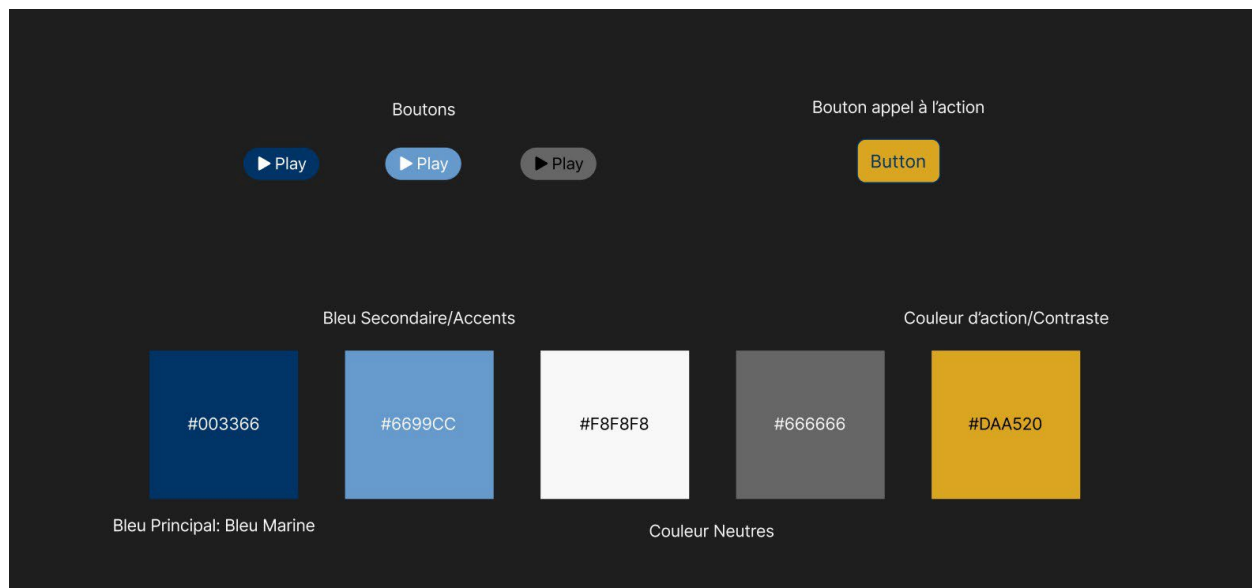 Boutons
Bouton appel à l’action
Play
Play
Play
Button
Bleu Secondaire/Accents
Couleur d’action/Contraste
#003366
#6699CC
#F8F8F8
#666666
#DAA520
Bleu Principal: Bleu Marine
Couleur Neutres